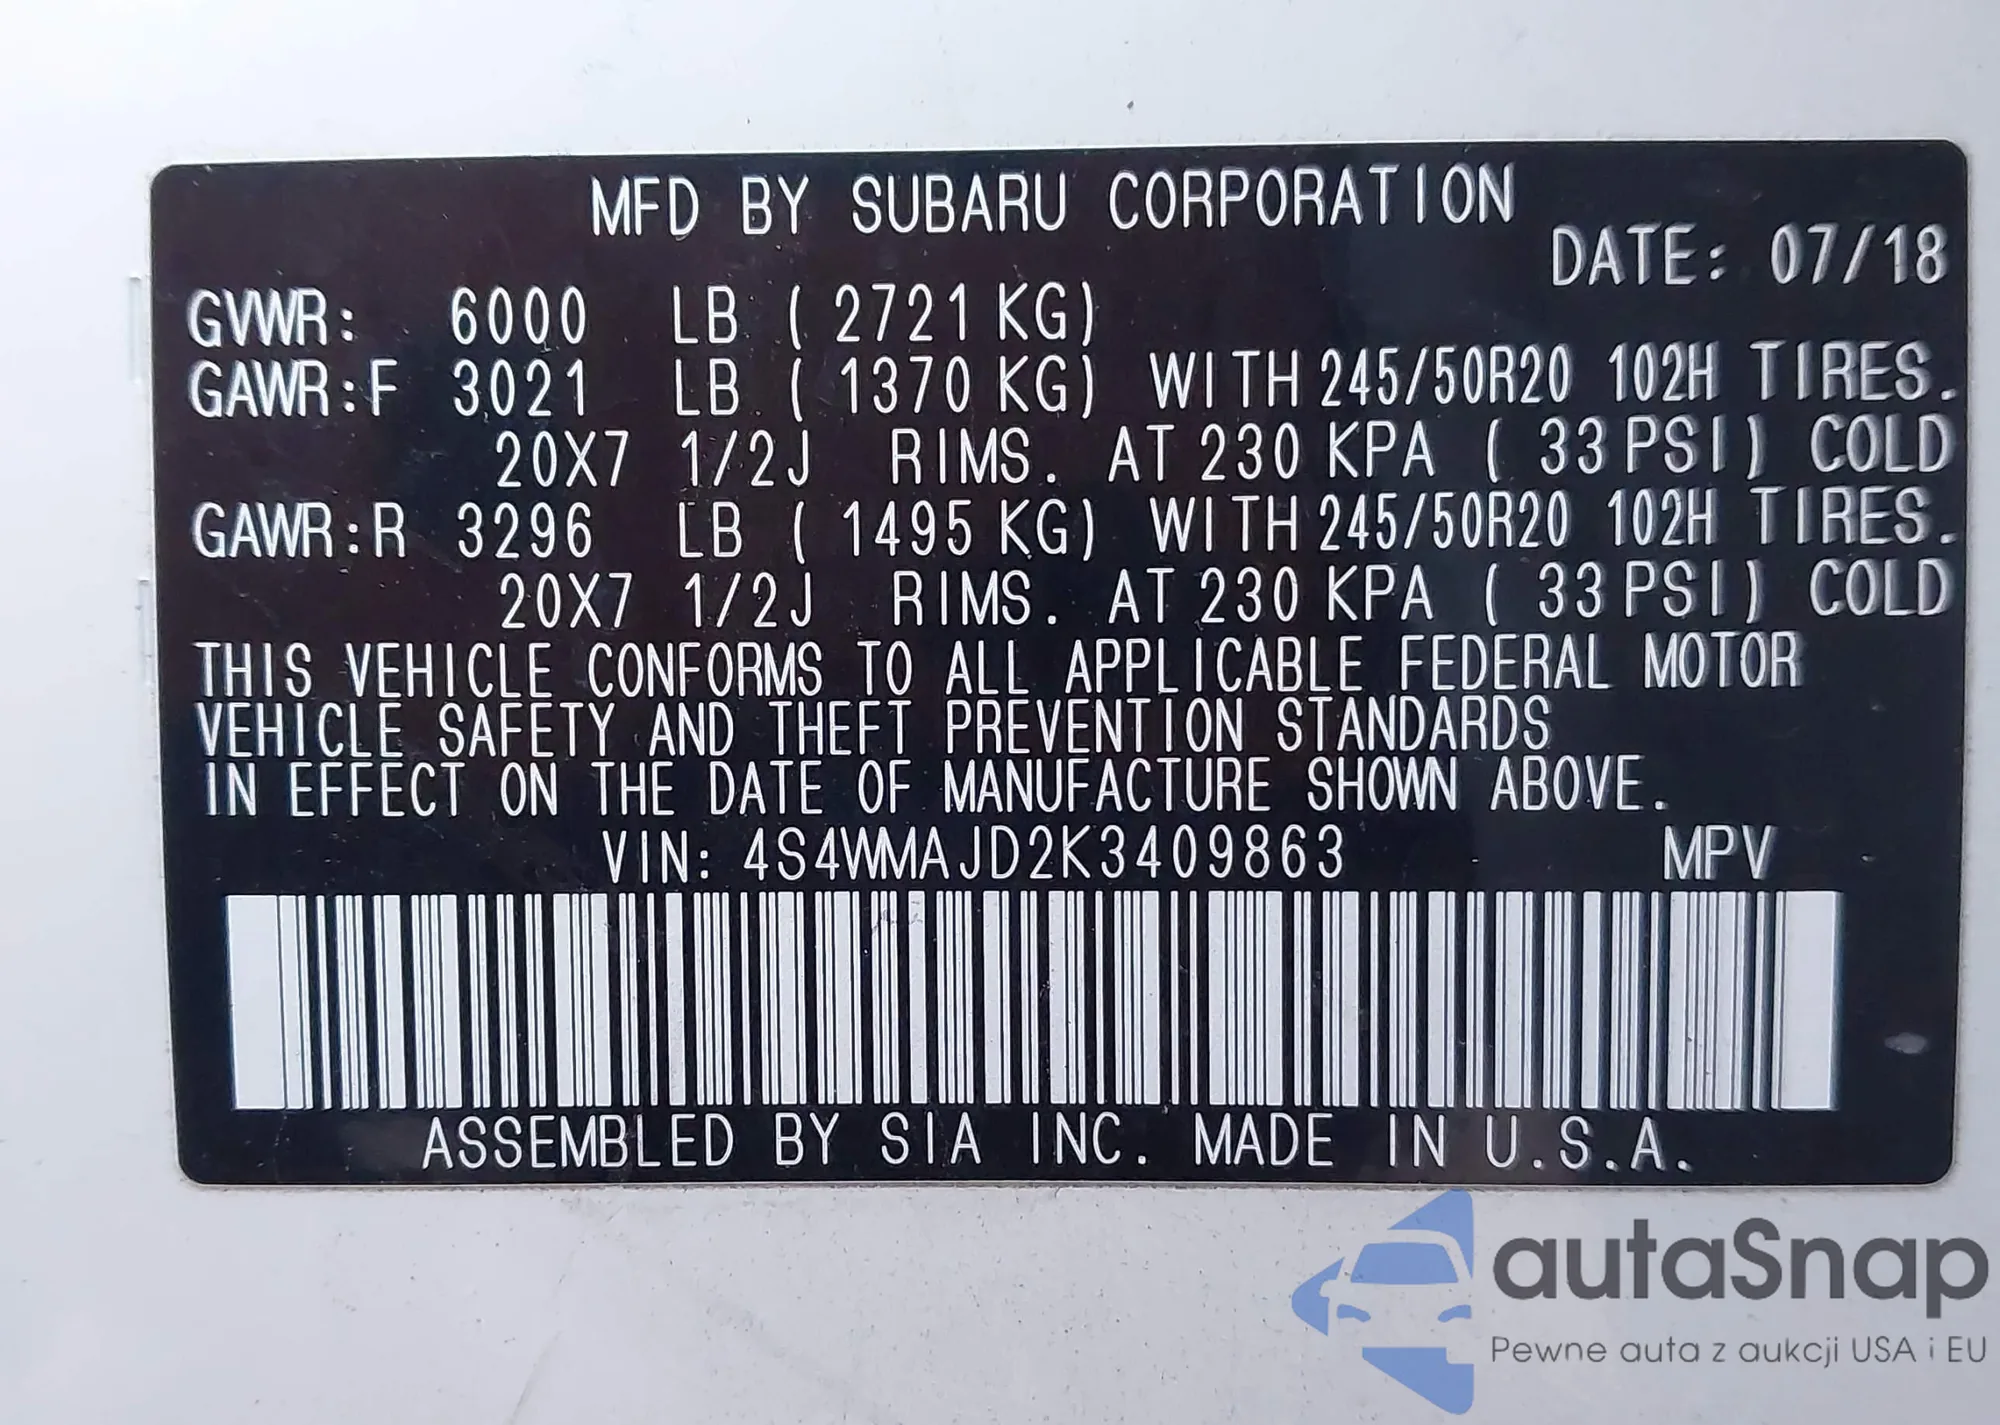 MFD BY SUBARU CORPORATION
DATE: 07/18
GVWR: 6000 LB ( 2721 KG)
GAWR:F 3021 LB ( 1370 KG) WITH 245/50R20 102H TIRES.
20X7 1/2J RIMS. AT 230 KPA ( 33 PSI) COLD
GAWR:R 3296 LB ( 1495 KG) WITH 245/50R20 102H TIRES.
20X7 1/2J RIMS. AT 230 KPA ( 33 PSI) COLD
THIS VEHICLE CONFORMS TO ALL APPLICABLE FEDERAL MOTOR
VEHICLE SAFETY AND THEFT PREVENTION STANDARDS
IN EFFECT ON THE DATE OF MANUFACTURE SHOWN ABOVE.
VIN: 4S4WMAJD2K3409863 MPV
ASSEMBLED BY SIA INC. MADE IN U.S.A.
autaSnap
Pewne auta z aukcji USA i EU